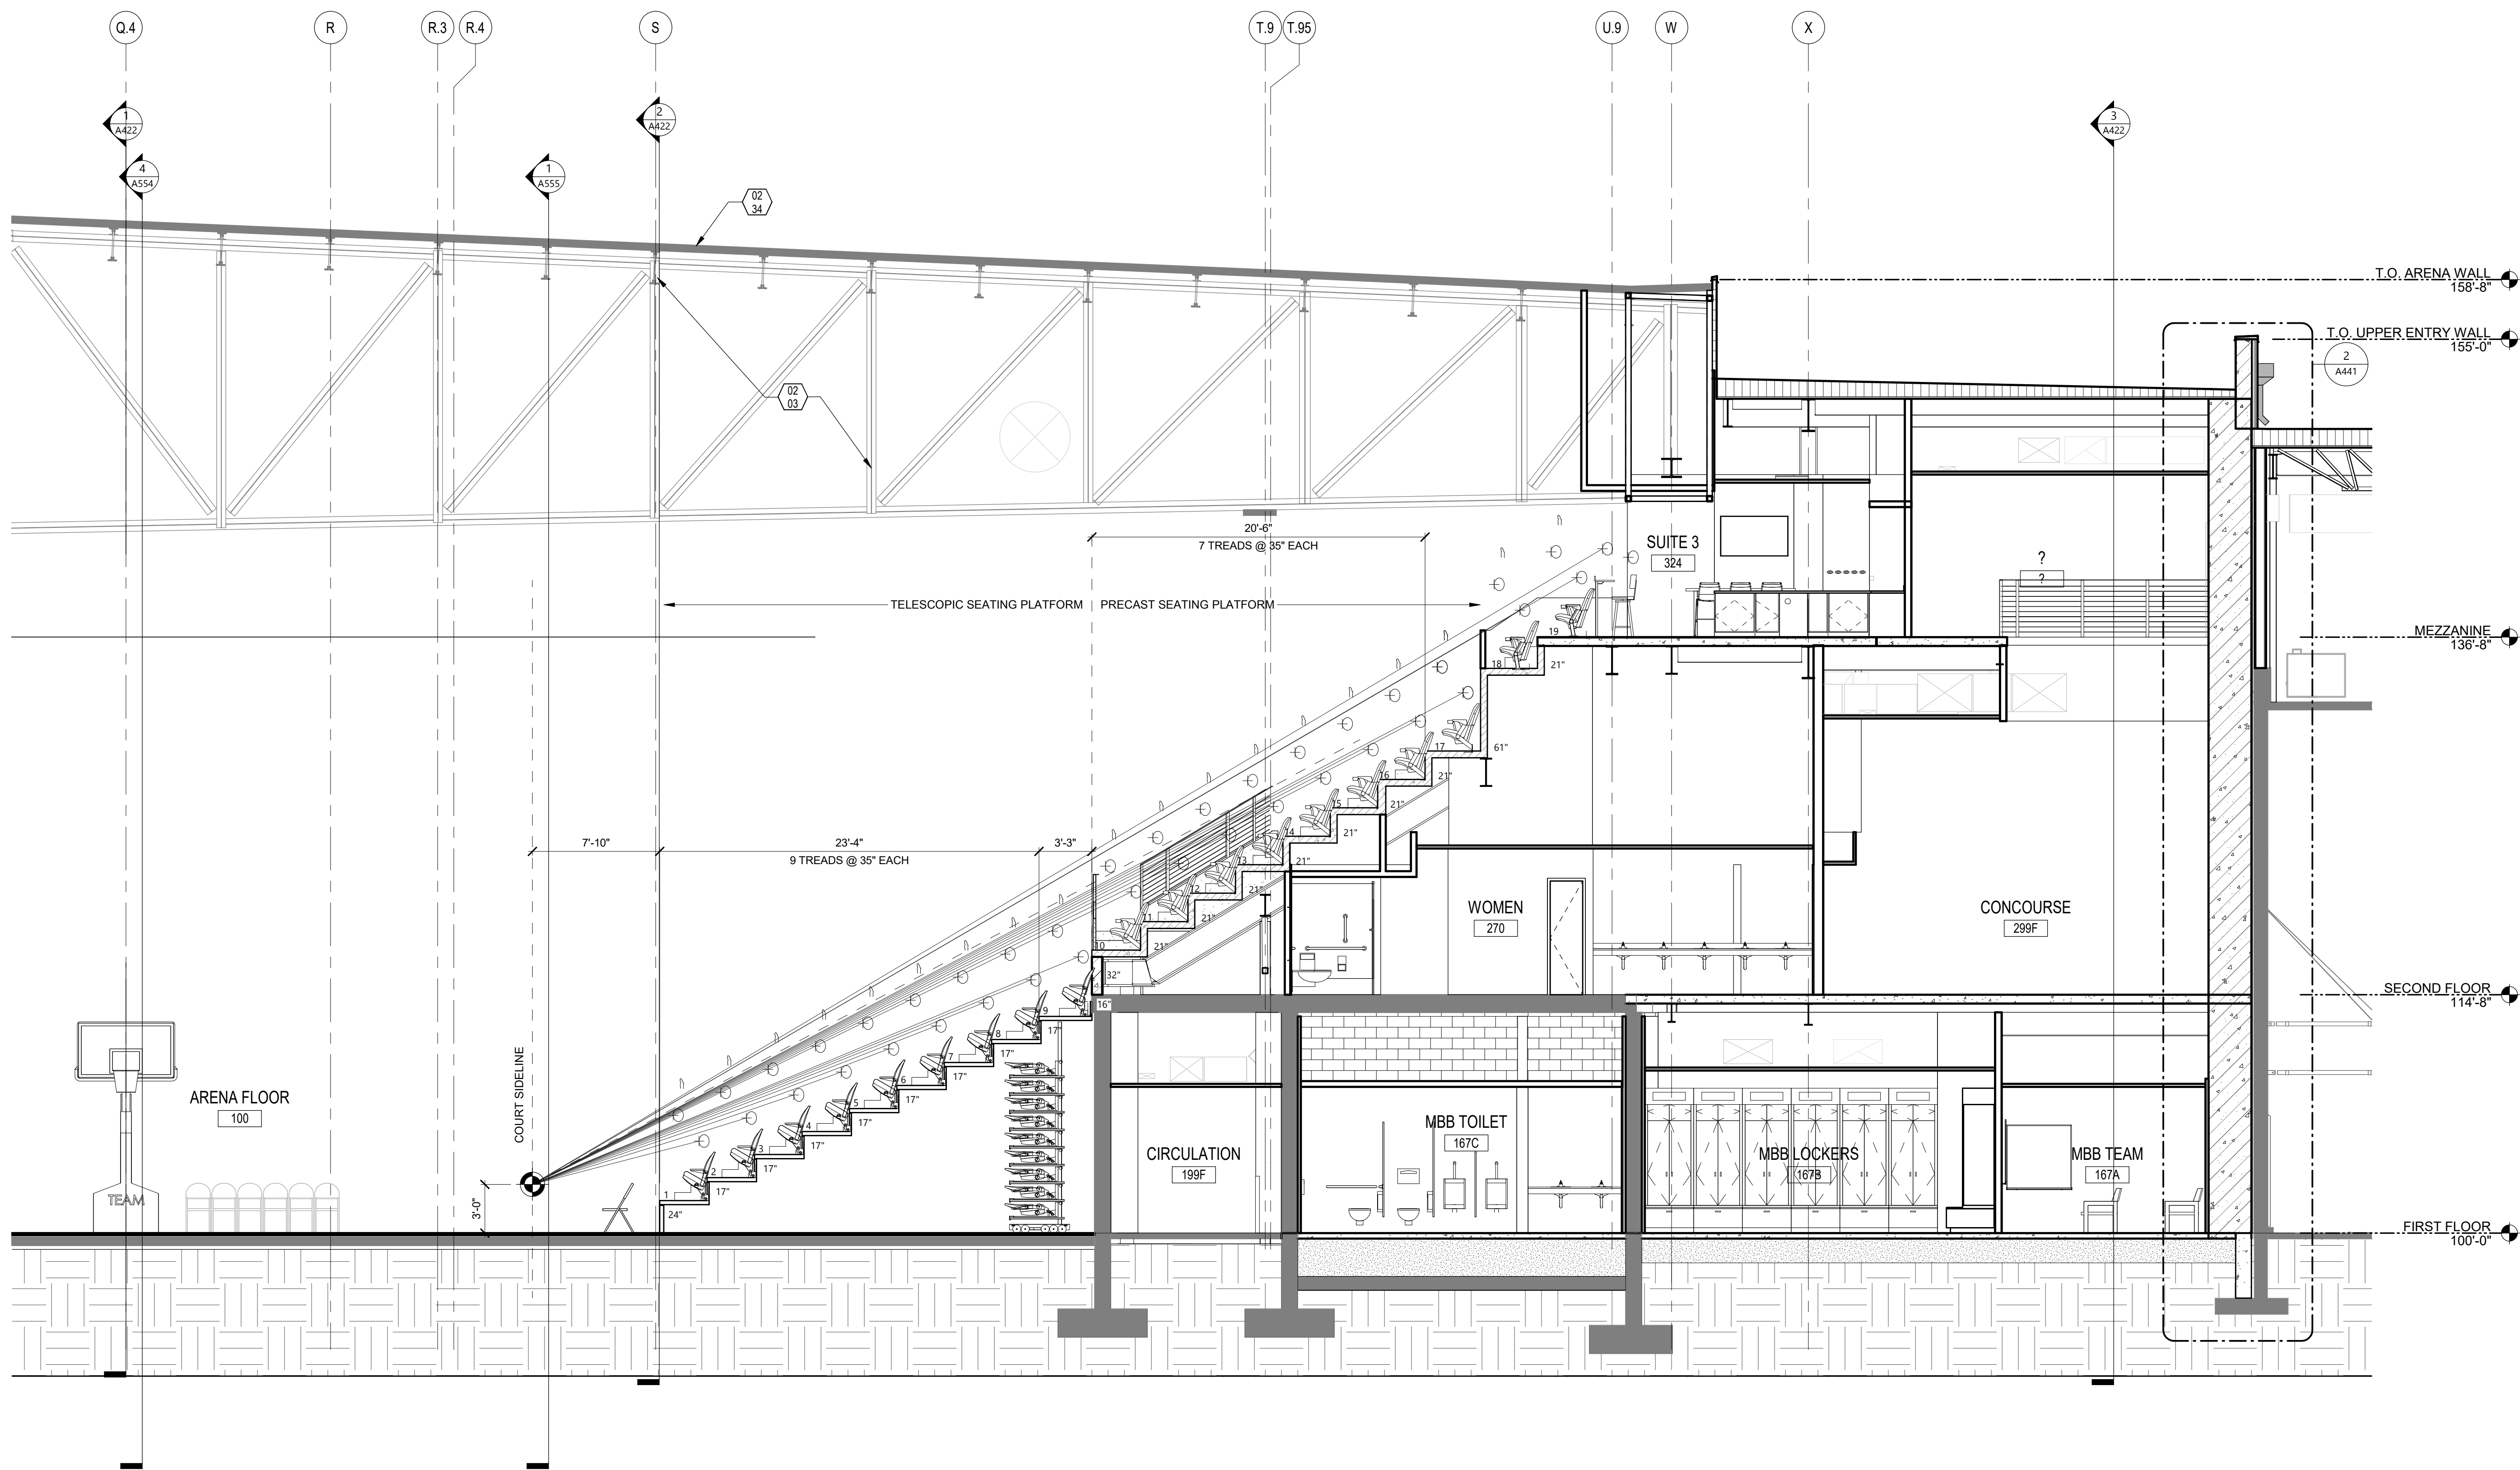 Q.4
R
R.3
R.4
S
T.9
T.95
U.9
W
X
1
A422
2
A422
3
A422
4
A554
1
A555
02
34
T.O. ARENA WALL
158'-8"
T.O. UPPER ENTRY WALL
155'-0"
2
A441
02
03
20'-6"
7 TREADS @ 35" EACH
SUITE 3
324
?
?
TELESCOPIC SEATING PLATFORM
PRECAST SEATING PLATFORM
MEZZANINE
136'-8"
19
18
21"
17
61"
16
21"
15
21"
14
21"
13
21"
12
21"
11
21"
10
21"
32"
7'-10"
23'-4"
9 TREADS @ 35" EACH
3'-3"
WOMEN
270
CONCOURSE
299F
SECOND FLOOR
114'-8"
16"
9
17"
8
17"
7
17"
6
17"
5
17"
4
17"
3
17"
2
17"
1
24"
COURT SIDELINE
3'-0"
ARENA FLOOR
100
TEAM
CIRCULATION
199F
MBB TOILET
167C
MBB LOCKERS
167B
MBB TEAM
167A
FIRST FLOOR
100'-0"